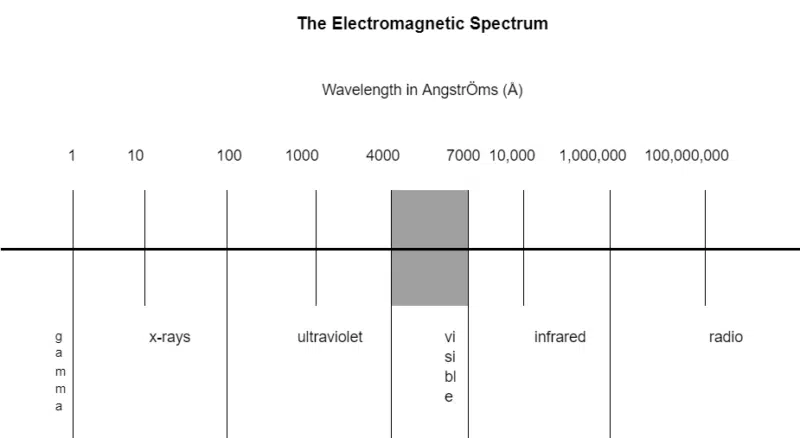 The Electromagnetic Spectrum
Wavelength in AngstrÖms (Å)
1 10 100 1000 4000 7000 10,000 1,000,000 100,000,000
g
a
m
m
a
x-rays
ultraviolet
vi
si
bl
e
infrared
radio